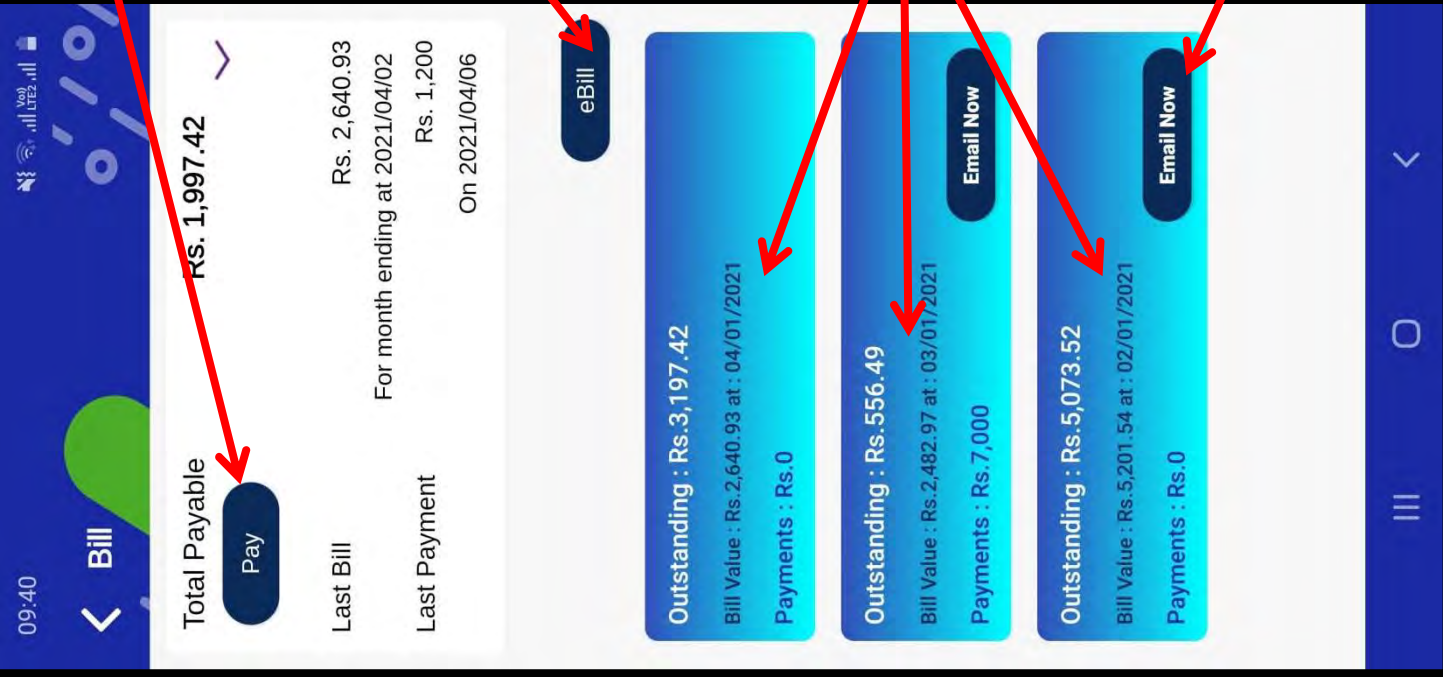 09:40
Vo))
LTE2
Bill
Total Payable
Rs. 1,997.42
Pay
Last Bill
Rs. 2,640.93
For month ending at 2021/04/02
Last Payment
Rs. 1,200
On 2021/04/06
eBill
Outstanding : Rs.3,197.42
Bill Value : Rs.2,640.93 at : 04/01/2021
Payments : Rs.0
Outstanding : Rs.556.49
Bill Value : Rs.2,482.97 at : 03/01/2021
Payments : Rs.7,000
Email Now
Outstanding : Rs.5,073.52
Bill Value : Rs.5,201.54 at : 02/01/2021
Payments : Rs.0
Email Now